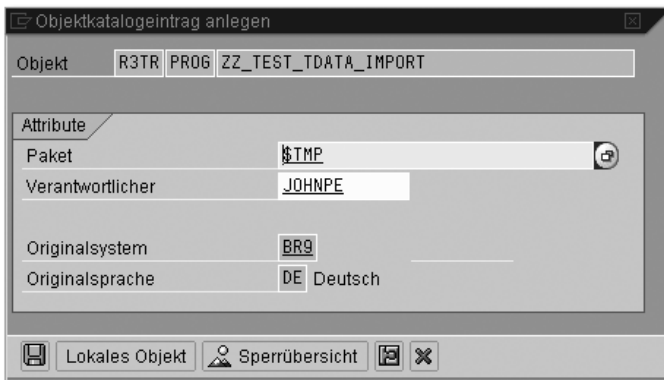 Objektkatalogeintrag anlegen
Objekt R3TR PROG ZZ_TEST_TDATA_IMPORT
Attribute
Paket $TMP
Verantwortlicher JOHNPE
Originalsystem BR9
Originalsprache DE Deutsch
Lokales Objekt Sperrübersicht